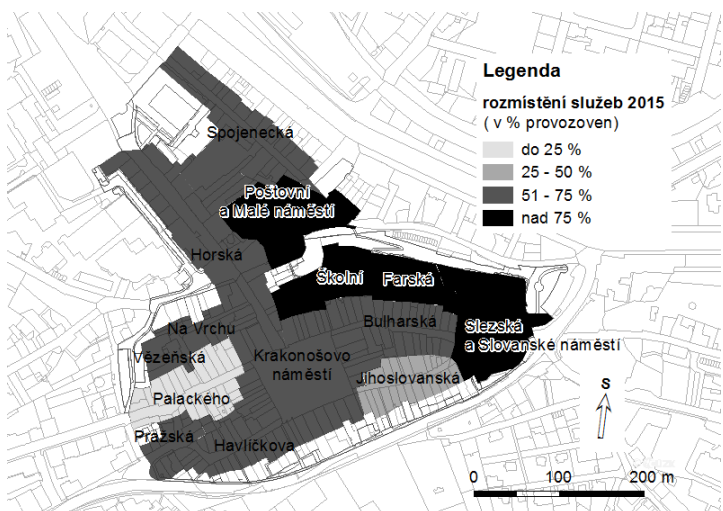 Legenda
rozmístění služeb 2015
( v % provozoven)
do 25 %
25 - 50 %
51 - 75 %
nad 75 %
Spojenecká
Poštovní
a Malé náměstí
Horská
Školní
Farská
Na Vrchu
Bulharská
Slezská
a Slovanské náměstí
Vězeňská
Krakonošovo
náměstí
Jihoslovanská
Palackého
Pražská
Havlíčkova
S
0 100 200 m